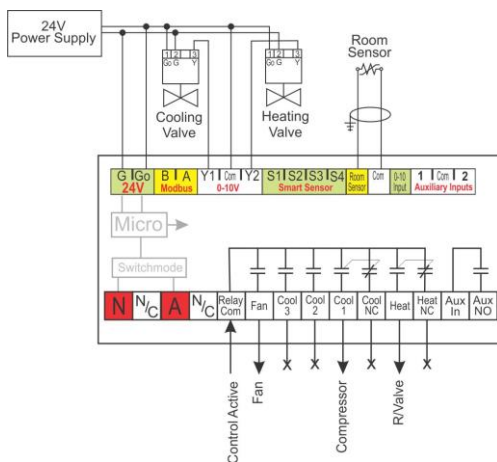 24V
Power Supply
1 2 3
Go G Y
Cooling
Valve
1 2 3
Go G Y
Heating
Valve
Room
Sensor
G Go
24V
B A
Modbus
Y1 Com Y2
0-10V
S1 S2 S3 S4
Smart Sensor
Room
Sensor
Com
0-10
Input
1 Com 2
Auxiliary Inputs
Micro
Switchmode
N
N/C
A
N/C
Relay
Com
Fan
Cool
3
Cool
2
Cool
1
Cool
NC
Heat
Heat
NC
Aux
In
Aux
NO
Control Active
Fan
X
X
Compressor
X
R/Valve
X